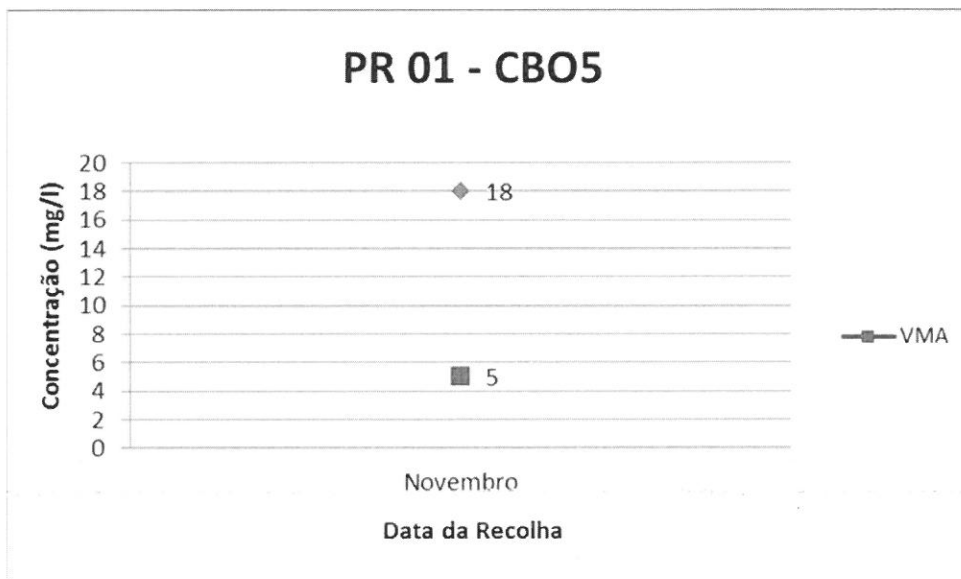 PR 01 - CBO5
Concentração (mg/l)
20
18
16
14
12
10
8
6
4
2
0
18
5
VMA
Novembro
Data da Recolha